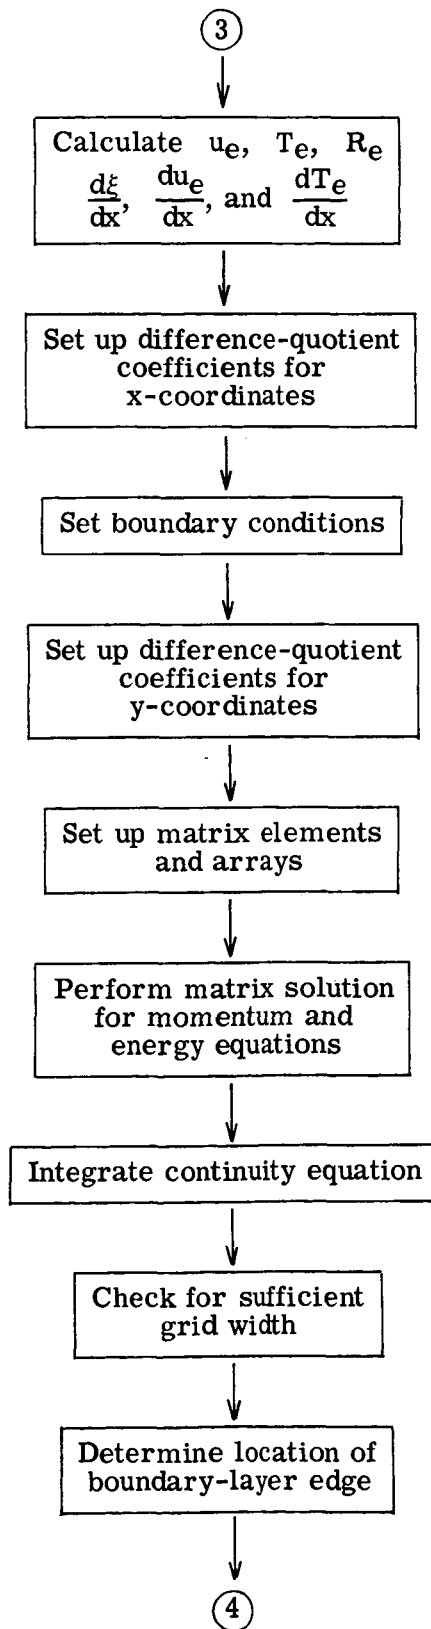 3
Calculate u_e, T_e, R_e
dξ/dx, du_e/dx, and dT_e/dx
Set up difference-quotient
coefficients for
x-coordinates
Set boundary conditions
Set up difference-quotient
coefficients for
y-coordinates
Set up matrix elements
and arrays
Perform matrix solution
for momentum and
energy equations
Integrate continuity equation
Check for sufficient
grid width
Determine location of
boundary-layer edge
4